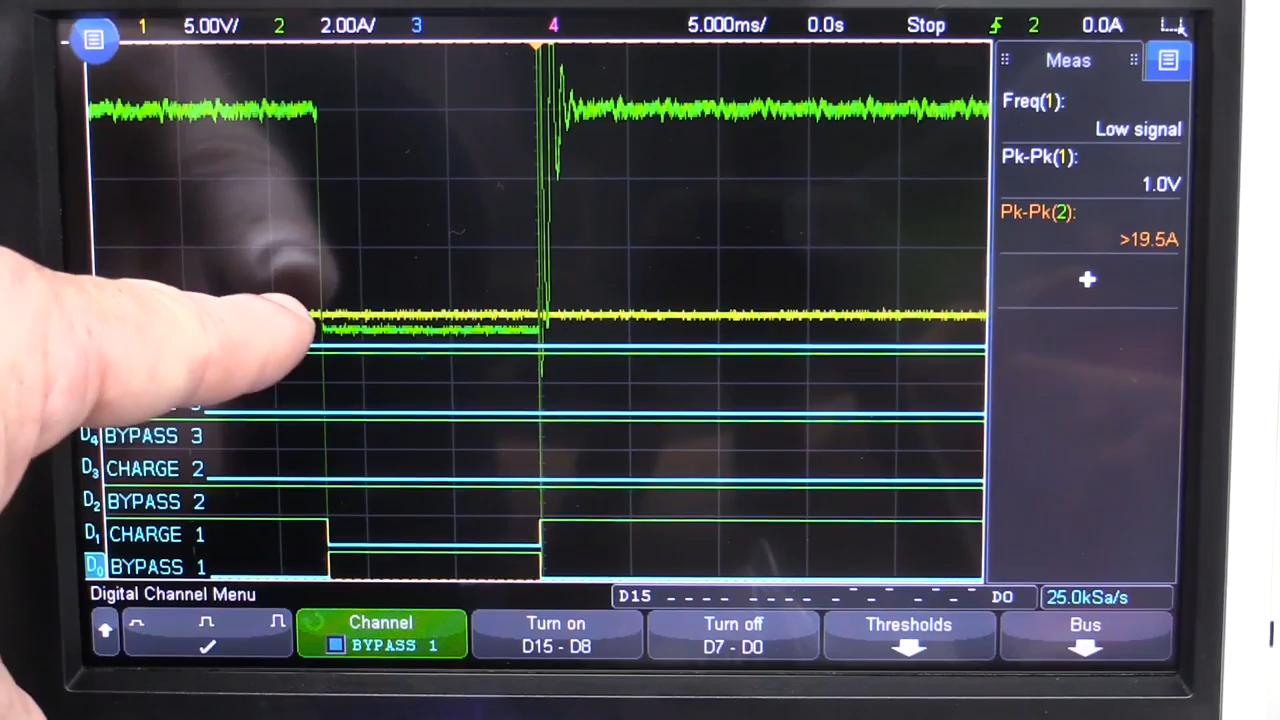 1 5.00V/ 2 2.00A/ 3 4 5.000ms/ 0.0s Stop 2 0.0A
Meas
Freq(1):
Low signal
Pk-Pk(1):
1.0V
Pk-Pk(2):
>19.5A
D4 BYPASS 3
D3 CHARGE 2
D2 BYPASS 2
D1 CHARGE 1
D0 BYPASS 1
Digital Channel Menu
D15 D0 25.0kSa/s
Channel
BYPASS 1
Turn on
D15 - D8
Turn off
D7 - D0
Thresholds
Bus